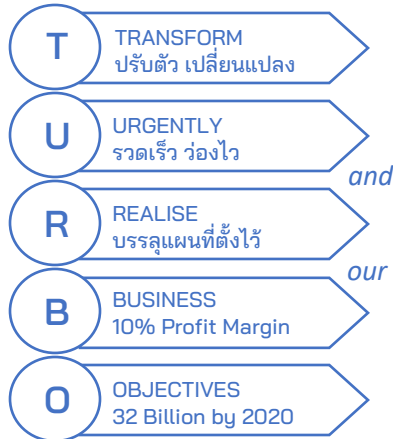 T
TRANSFORM
ปรับตัว เปลี่ยนแปลง
U
URGENTLY
รวดเร็ว ว่องไว
and
R
REALISE
บรรลุแผนที่ตั้งไว้
our
B
BUSINESS
10% Profit Margin
O
OBJECTIVES
32 Billion by 2020